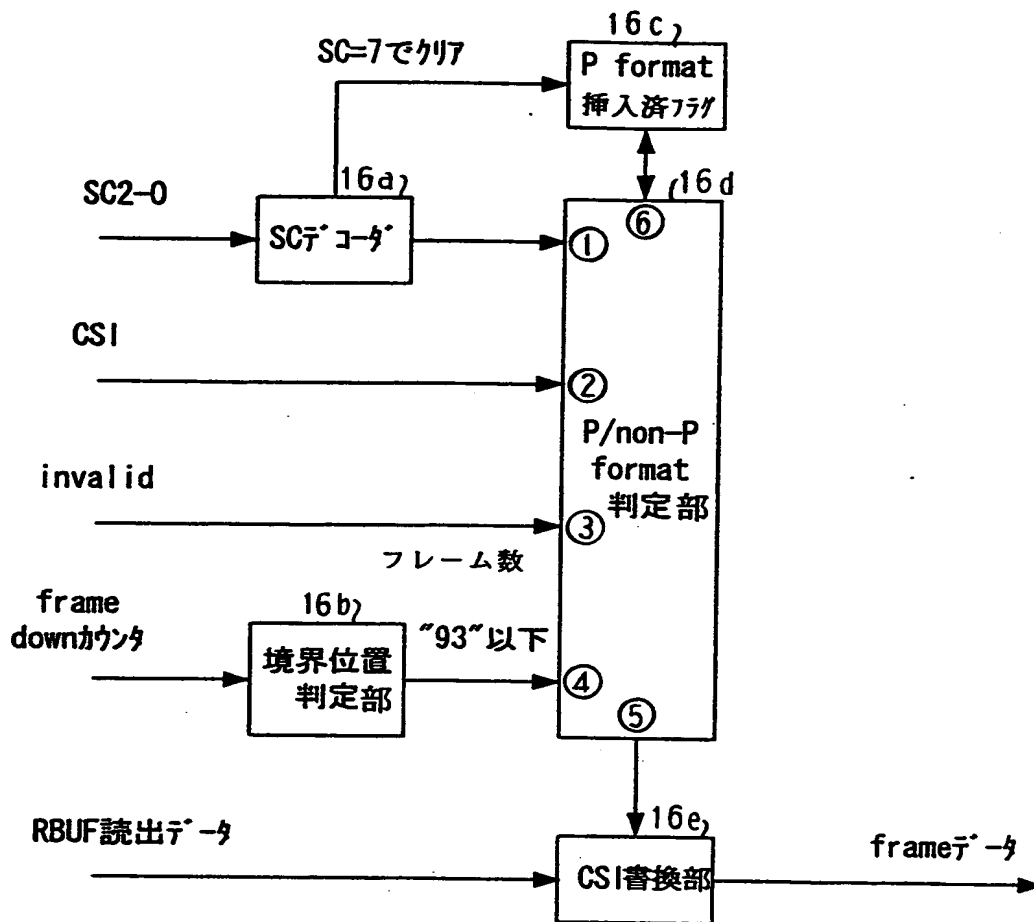 16c
SC=7でクリア
P format
挿入済フラグ
16a
16d
SC2-0
SCデコーダ
①
⑥
CSI
②
P/non-P
format
判定部
invalid
③
フレーム数
frame
downカウンタ
16b
境界位置
判定部
"93"以下
④
⑤
16e
RBUF読出データ
CSI書換部
frameデータ